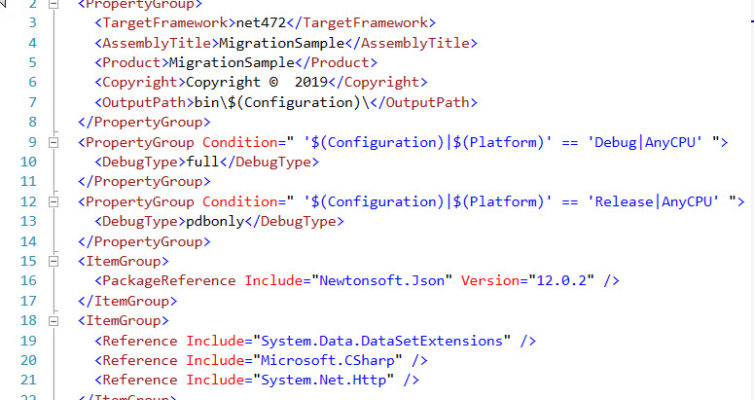 2 <PropertyGroup>
3 <TargetFramework>net472</TargetFramework>
4 <AssemblyTitle>MigrationSample</AssemblyTitle>
5 <Product>MigrationSample</Product>
6 <Copyright>Copyright ©  2019</Copyright>
7 <OutputPath>bin\$(Configuration)\</OutputPath>
8 </PropertyGroup>
9 <PropertyGroup Condition=" '$(Configuration)|$(Platform)' == 'Debug|AnyCPU' ">
10 <DebugType>full</DebugType>
11 </PropertyGroup>
12 <PropertyGroup Condition=" '$(Configuration)|$(Platform)' == 'Release|AnyCPU' ">
13 <DebugType>pdbonly</DebugType>
14 </PropertyGroup>
15 <ItemGroup>
16 <PackageReference Include="Newtonsoft.Json" Version="12.0.2" />
17 </ItemGroup>
18 <ItemGroup>
19 <Reference Include="System.Data.DataSetExtensions" />
20 <Reference Include="Microsoft.CSharp" />
21 <Reference Include="System.Net.Http" />
22 </ItemGroup>